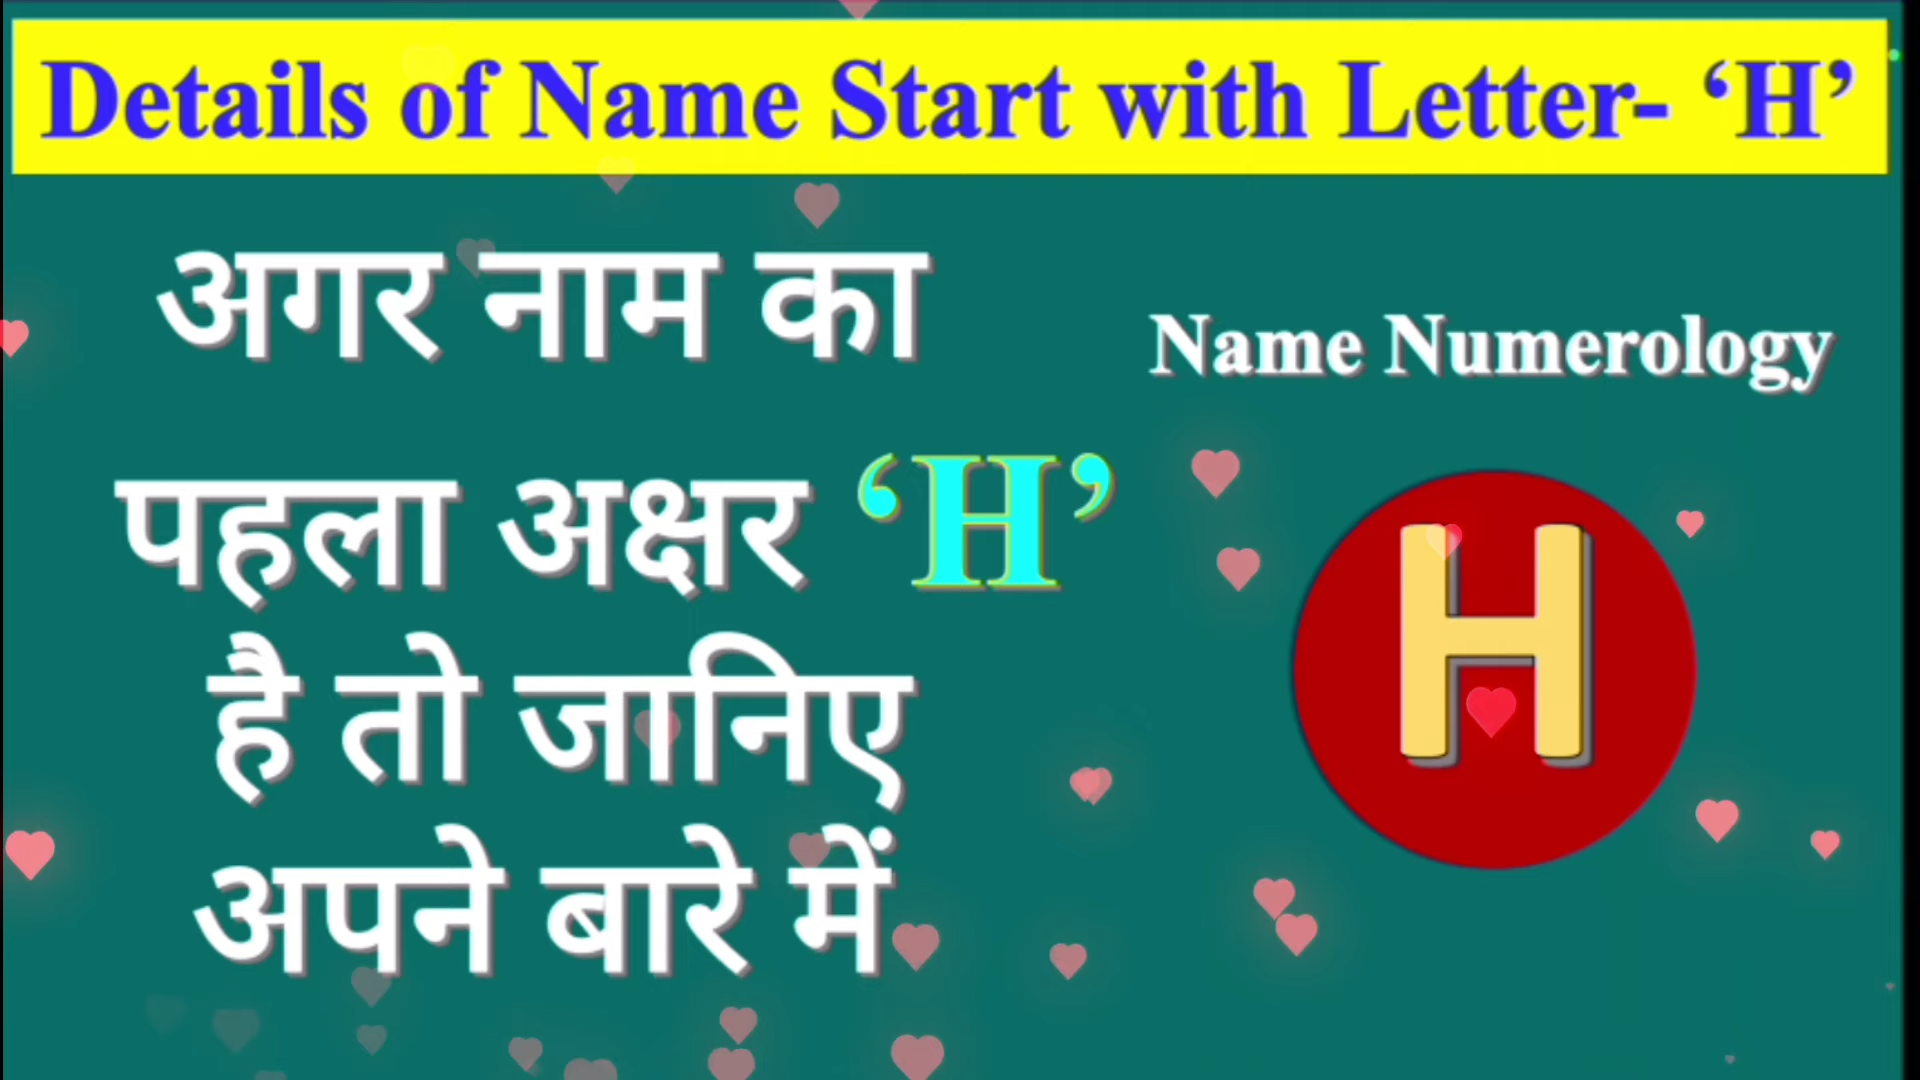 Details of Name Start with Letter- ‘H’
अगर नाम का
पहला अक्षर ‘H’
है तो जानिए
अपने बारे में
Name Numerology
H